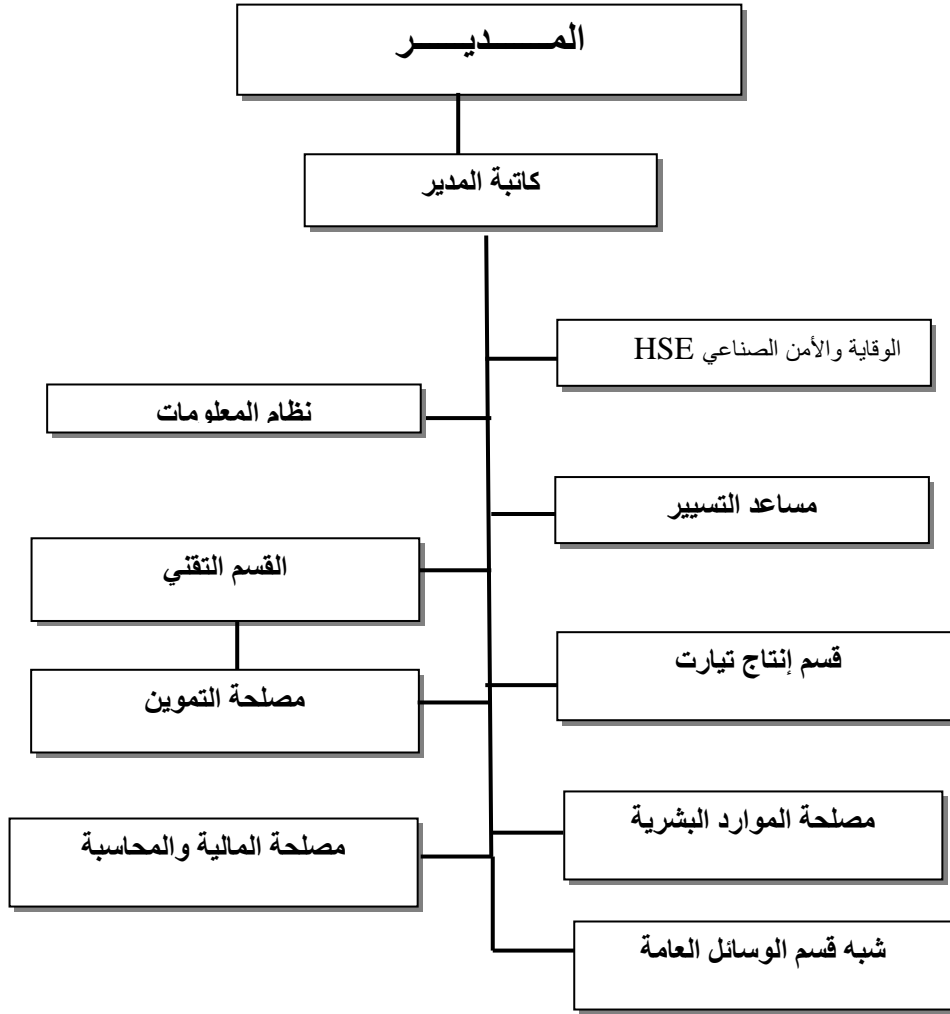 المـــــديـــــر
كاتبة المدير
الوقاية والأمن الصناعي HSE
نظام المعلومات
مساعد التسيير
القسم التقني
قسم إنتاج تيارت
مصلحة التموين
مصلحة الموارد البشرية
مصلحة المالية والمحاسبة
شبه قسم الوسائل العامة